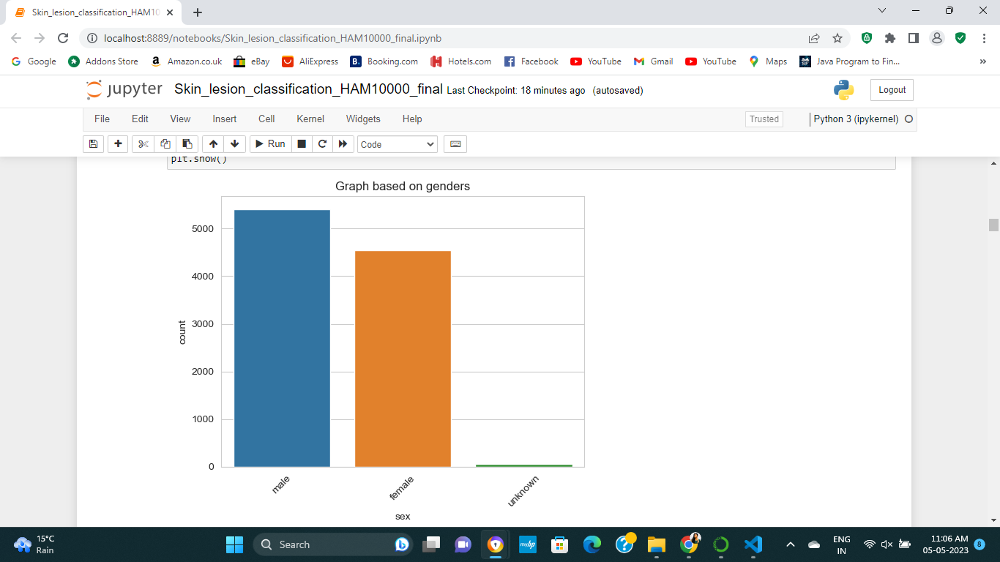 Skin_lesion_classification_HAM10
localhost:8889/notebooks/Skin_lesion_classification_HAM10000_final.ipynb
Google Addons Store Amazon.co.uk eBay AliExpress Booking.com Hotels.com Facebook YouTube Gmail YouTube Maps Java Program to Fin... »
jupyter Skin_lesion_classification_HAM10000_final Last Checkpoint: 18 minutes ago (autosaved) Logout
File Edit View Insert Cell Kernel Widgets Help Trusted Python 3 (ipykernel)
Run Code
plt.show()
Graph based on genders
5000
4000
3000
2000
1000
0
count
male female unknown
sex
15°C
Rain
Search
myhp
ENG
IN
11:06 AM
05-05-2023
8